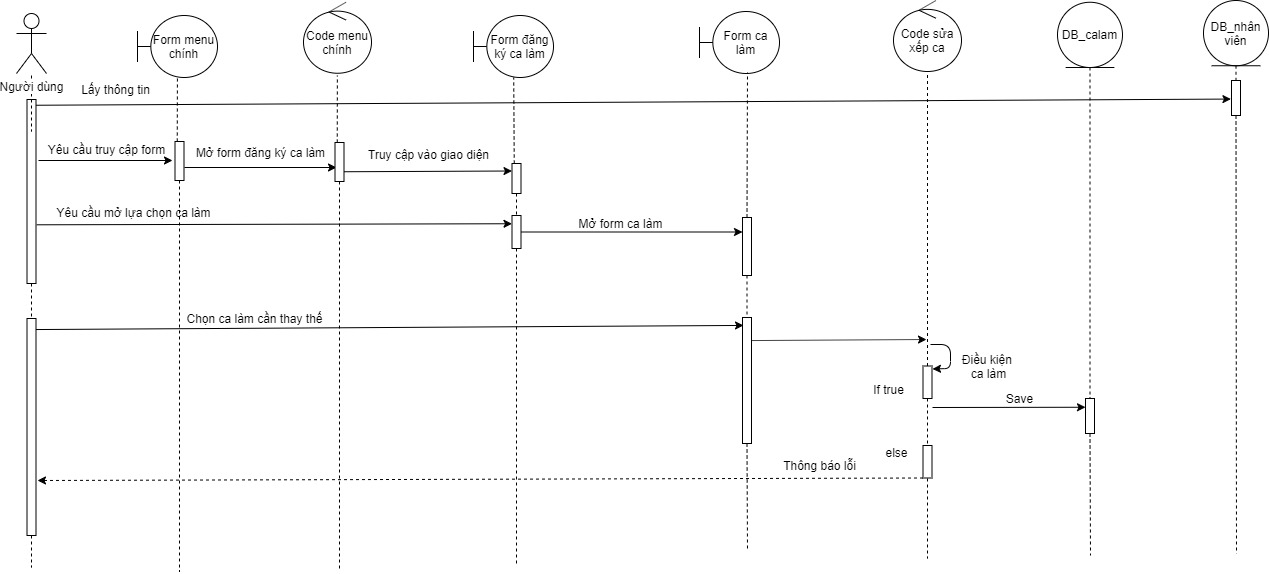 Người dùng
Form menu
chính
Code menu
chính
Form đăng
ký ca làm
Form ca
làm
Code sửa
xếp ca
DB_calam
DB_nhân
viên
Lấy thông tin
Yêu cầu truy cập form
Mở form đăng ký ca làm
Truy cập vào giao diện
Yêu cầu mở lựa chọn ca làm
Mở form ca làm
Chọn ca làm cần thay thế
Điều kiện
ca làm
If true
Save
else
Thông báo lỗi